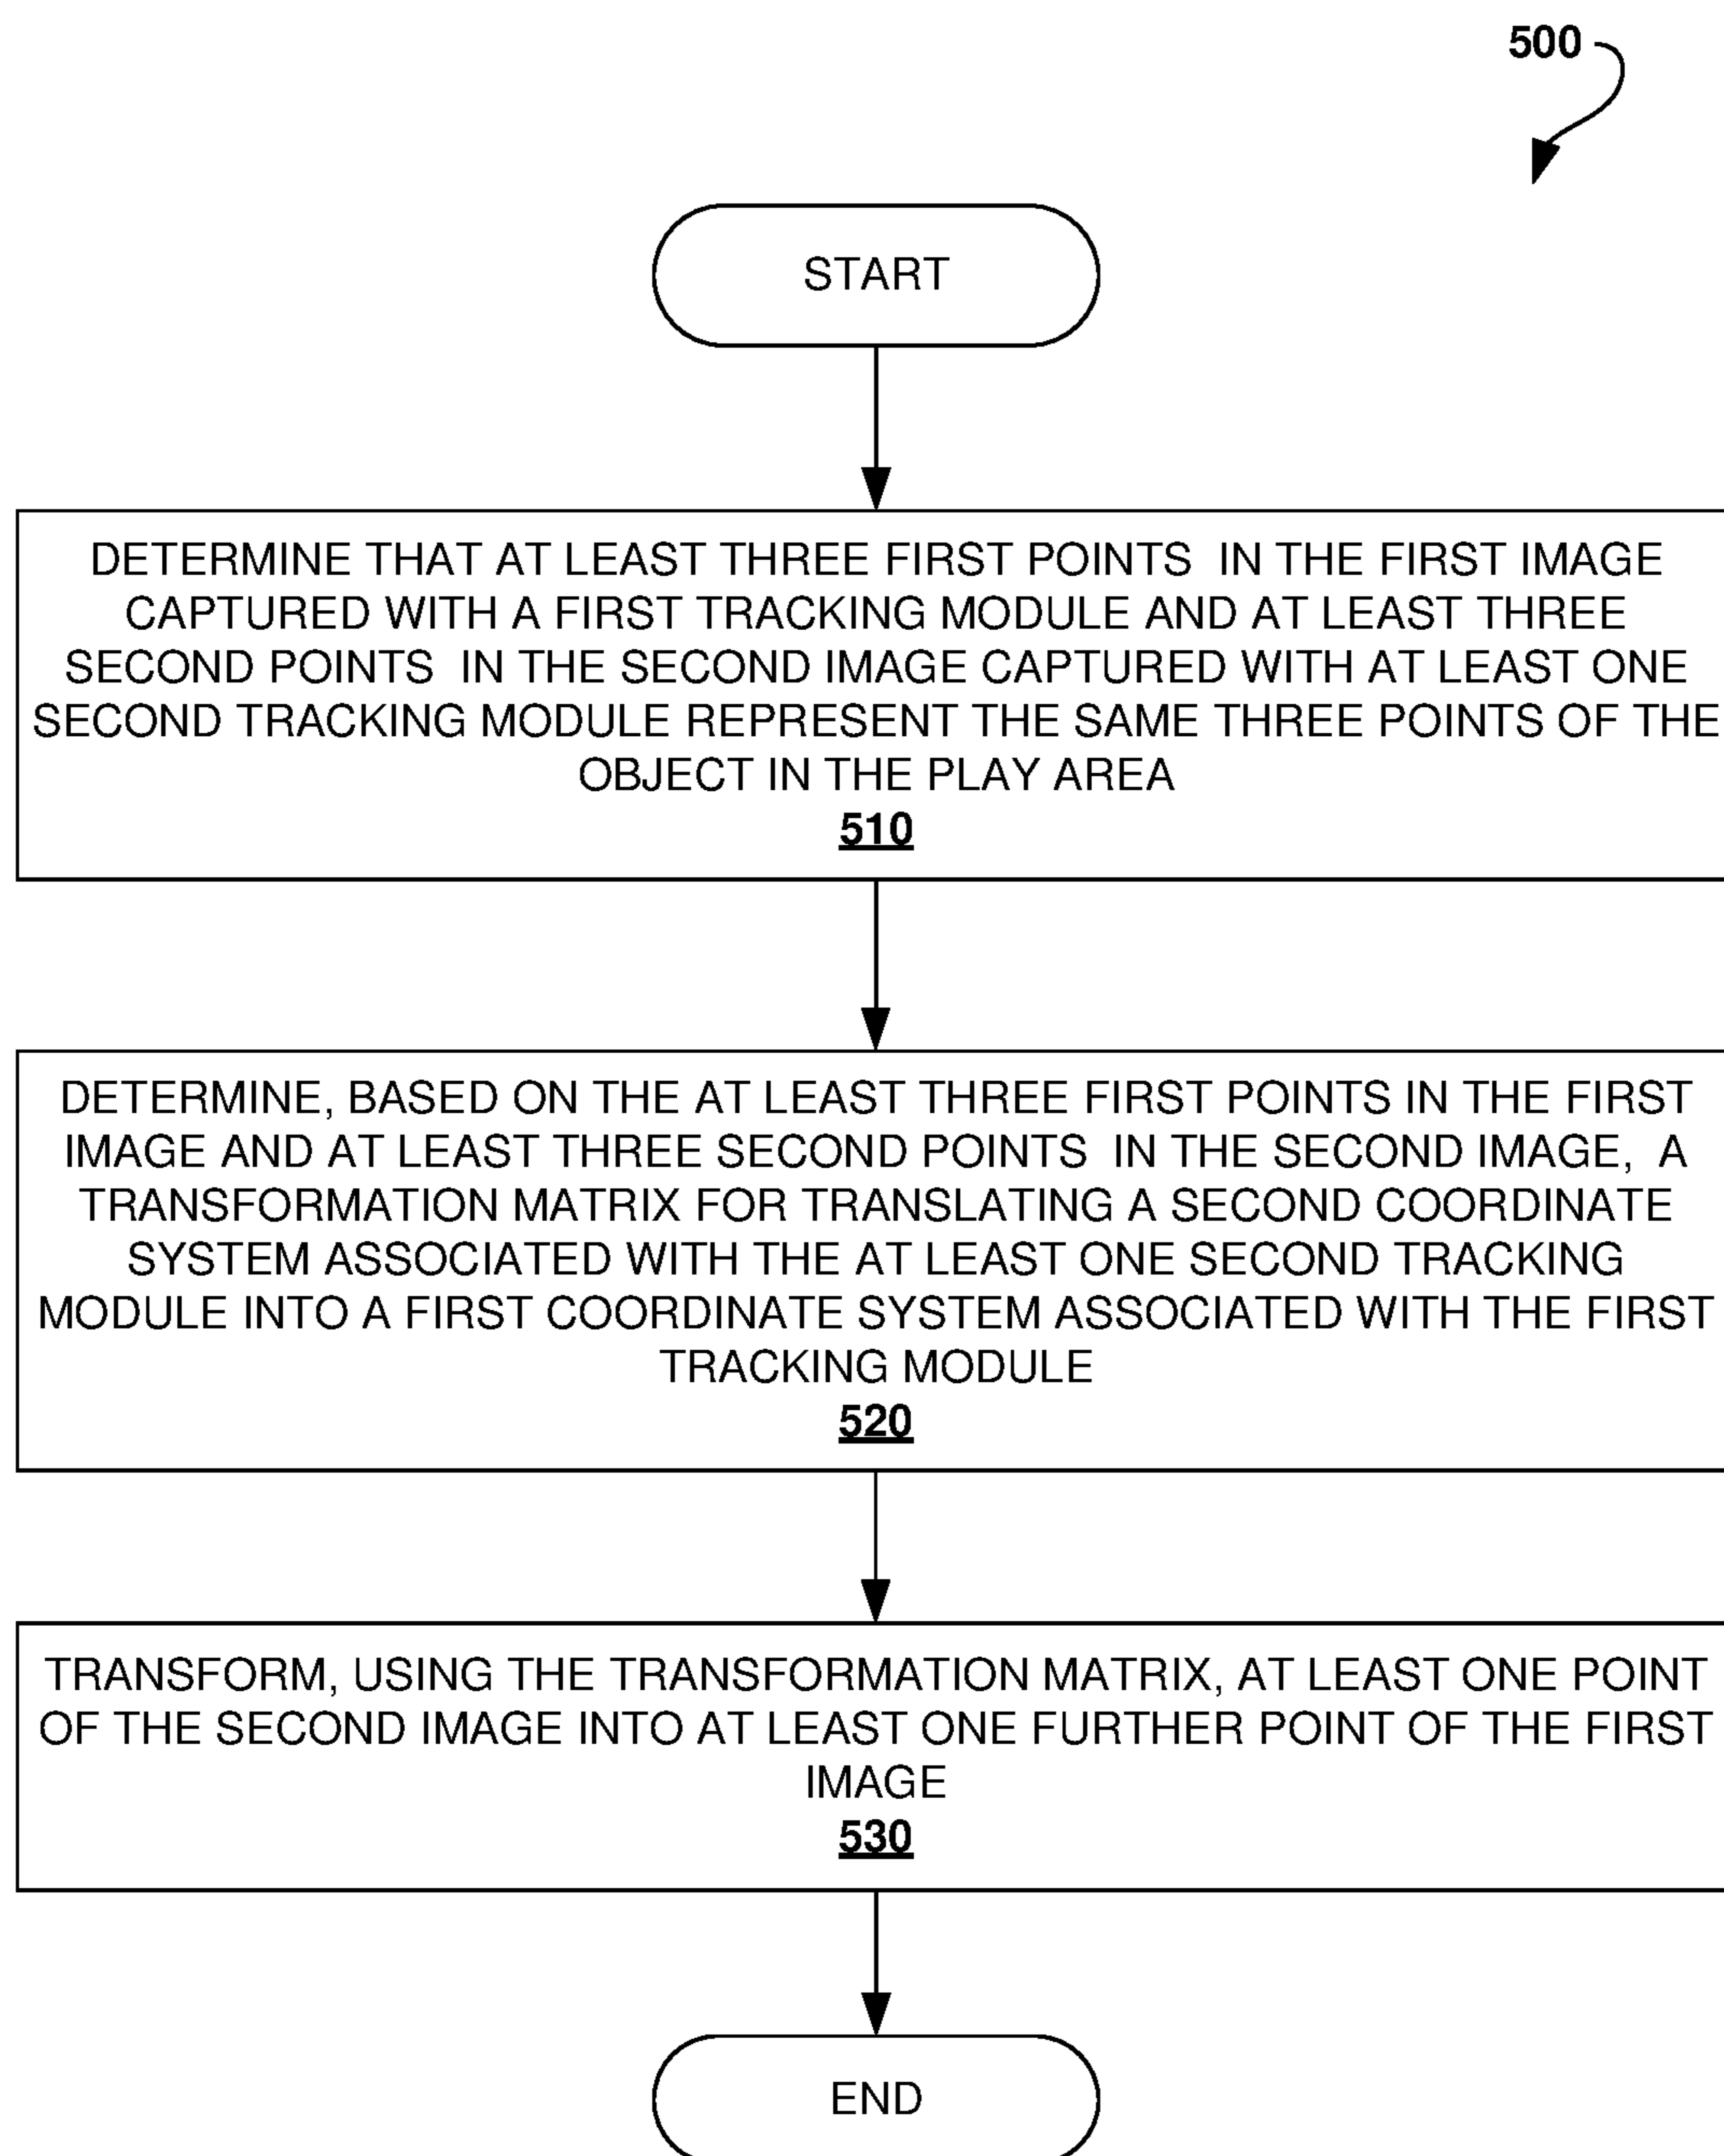 500
START
DETERMINE THAT AT LEAST THREE FIRST POINTS IN THE FIRST IMAGE
CAPTURED WITH A FIRST TRACKING MODULE AND AT LEAST THREE
SECOND POINTS IN THE SECOND IMAGE CAPTURED WITH AT LEAST ONE
SECOND TRACKING MODULE REPRESENT THE SAME THREE POINTS OF THE
OBJECT IN THE PLAY AREA
510
DETERMINE, BASED ON THE AT LEAST THREE FIRST POINTS IN THE FIRST
IMAGE AND AT LEAST THREE SECOND POINTS IN THE SECOND IMAGE, A
TRANSFORMATION MATRIX FOR TRANSLATING A SECOND COORDINATE
SYSTEM ASSOCIATED WITH THE AT LEAST ONE SECOND TRACKING
MODULE INTO A FIRST COORDINATE SYSTEM ASSOCIATED WITH THE FIRST
TRACKING MODULE
520
TRANSFORM, USING THE TRANSFORMATION MATRIX, AT LEAST ONE POINT
OF THE SECOND IMAGE INTO AT LEAST ONE FURTHER POINT OF THE FIRST
IMAGE
530
END